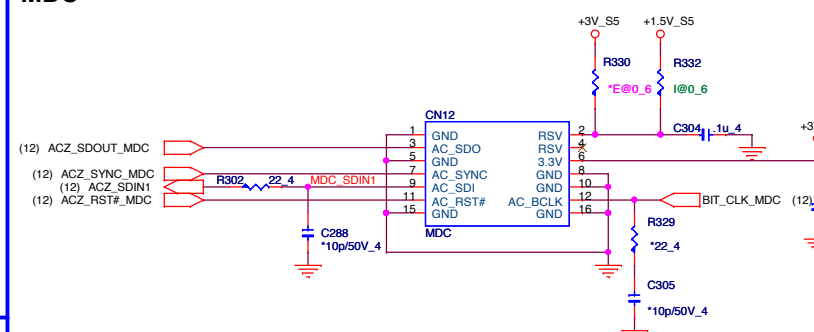 +3V_S5 +1.5V_S5
R330 R332
*E@0_6 I@0_6
CN12
C304 .1u_4
1 GND RSV 2
(12) ACZ_SDOUT_MDC 3 AC_SDO RSV 4
5 GND 3.3V 6
(12) ACZ_SYNC_MDC 7 AC_SYNC GND 8
(12) ACZ_SDIN1 R302 22_4 MDC_SDIN1 9 AC_SDI GND 10
(12) ACZ_RST#_MDC 11 AC_RST# AC_BCLK 12 BIT_CLK_MDC (12)
15 GND GND 16
MDC
R329
*22_4
C288
*10p/50V_4
C305
*10p/50V_4